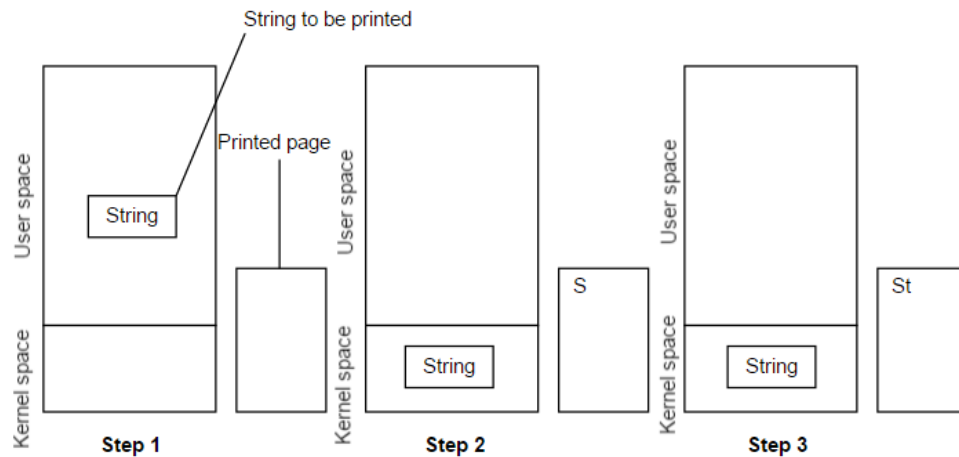 String to be printed
Printed page
User space
String
Kernel space
Step 1
User space
S
Kernel space
String
Step 2
User space
St
Kernel space
String
Step 3